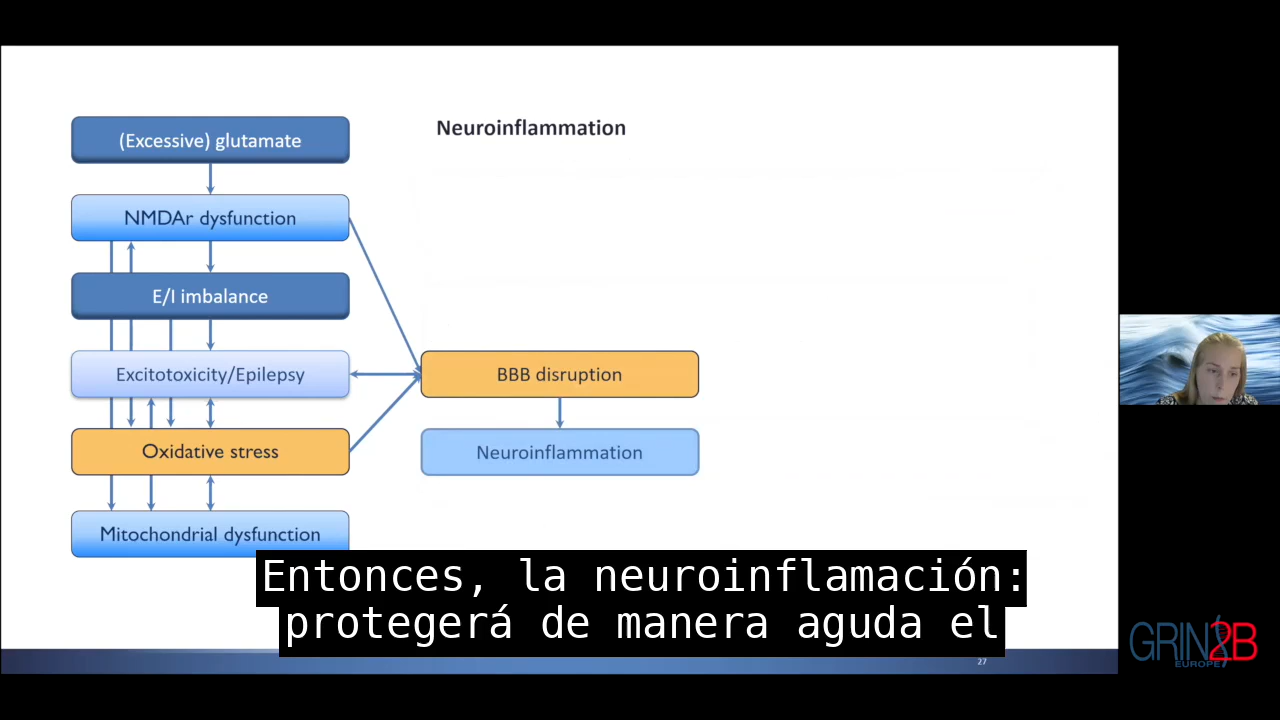 Neuroinflammation
(Excessive) glutamate
NMDAr dysfunction
E/I imbalance
Excitotoxicity/Epilepsy
BBB disruption
Oxidative stress
Neuroinflammation
Mitochondrial dysfunction
Entonces, la neuroinflamación:
protegerá de manera aguda el
27
GRIN2B
EUROPE